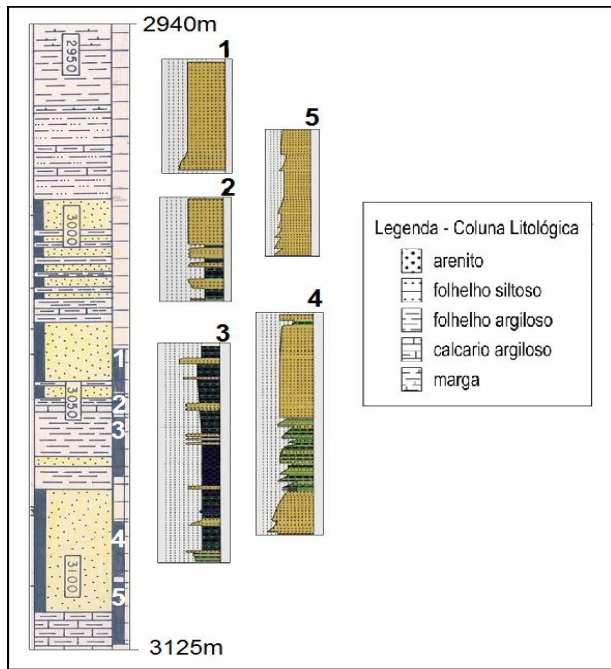 2940m
2950
3000
3050
3100
1
2
3
4
5
3125m
1
2
3
5
4
Legenda - Coluna Litológica
arenito
folhelho siltoso
folhelho argiloso
calcario argiloso
marga